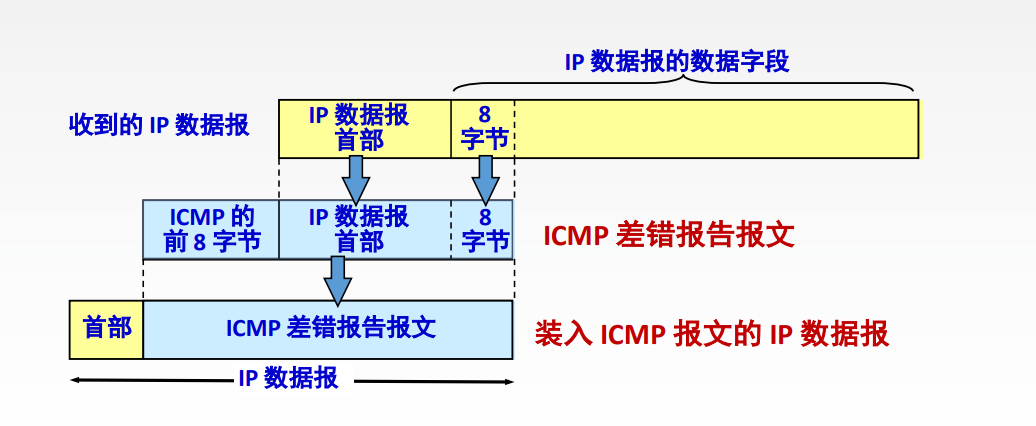 IP 数据报的数据字段
收到的 IP 数据报
IP 数据报
首部
8
字节
ICMP 的
前 8 字节
IP 数据报
首部
8
字节
ICMP 差错报告报文
首部
ICMP 差错报告报文
装入 ICMP 报文的 IP 数据报
IP 数据报